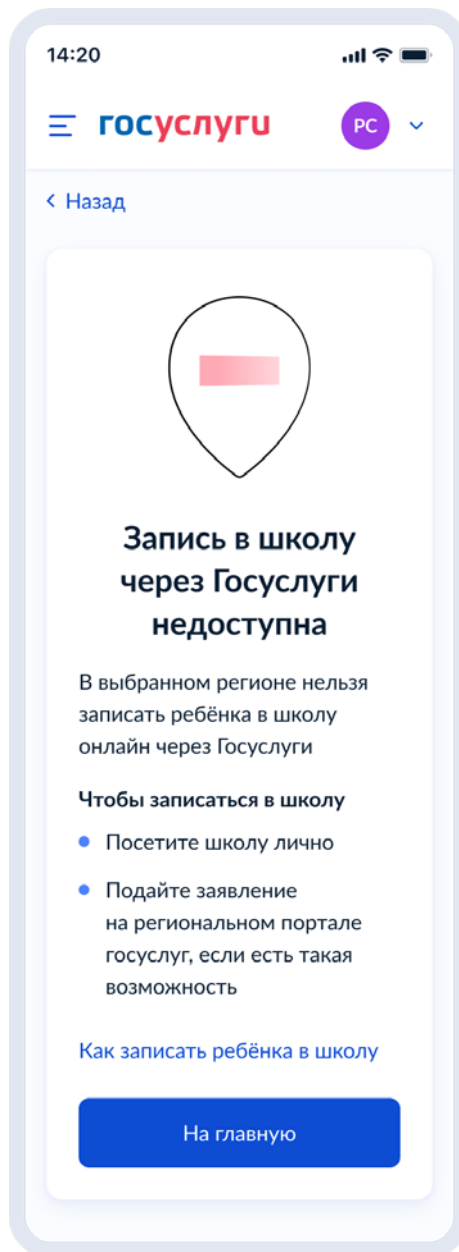 14:20
госуслуги
РС
Назад
Запись в школу
через Госуслуги
недоступна
В выбранном регионе нельзя
записать ребёнка в школу
онлайн через Госуслуги
Чтобы записаться в школу
Посетите школу лично
Подайте заявление
на региональном портале
госуслуг, если есть такая
возможность
Как записать ребёнка в школу
На главную